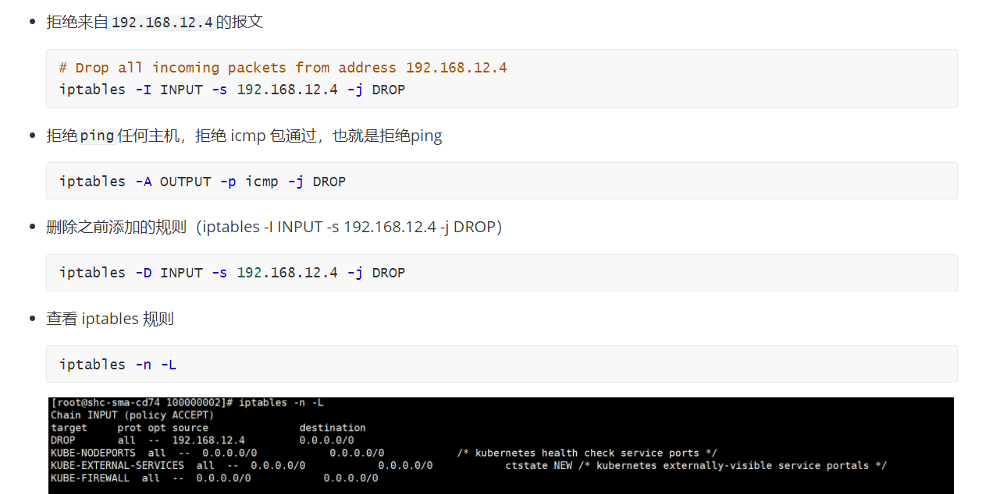 拒绝来自192.168.12.4的报文
# Drop all incoming packets from address 192.168.12.4
iptables -I INPUT -s 192.168.12.4 -j DROP
拒绝ping任何主机，拒绝 icmp 包通过，也就是拒绝ping
iptables -A OUTPUT -p icmp -j DROP
删除之前添加的规则（iptables -I INPUT -s 192.168.12.4 -j DROP）
iptables -D INPUT -s 192.168.12.4 -j DROP
查看 iptables 规则
iptables -n -L
[root@shc-sma-cd74 100000002]# iptables -n -L
Chain INPUT (policy ACCEPT)
target     prot opt source               destination
DROP       all  --  192.168.12.4         0.0.0.0/0
KUBE-NODEPORTS  all  --  0.0.0.0/0            0.0.0.0/0            /* kubernetes health check service ports */
KUBE-EXTERNAL-SERVICES  all  --  0.0.0.0/0            0.0.0.0/0            ctstate NEW /* kubernetes externally-visible service portals */
KUBE-FIREWALL  all  --  0.0.0.0/0            0.0.0.0/0